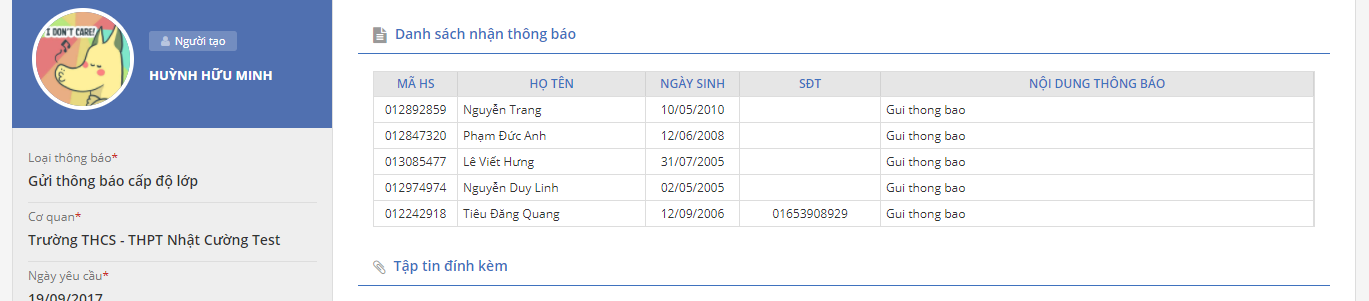 I DON'T CARE!
Người tạo
HUỲNH HỮU MINH
Loại thông báo*
Gửi thông báo cấp độ lớp
Cơ quan*
Trường THCS - THPT Nhật Cường Test
Ngày yêu cầu*
19/09/2017
Danh sách nhận thông báo
MÃ HS HỌ TÊN NGÀY SINH SĐT NỘI DUNG THÔNG BÁO
012892859 Nguyễn Trang 10/05/2010 Gui thong bao
012847320 Phạm Đức Anh 12/06/2008 Gui thong bao
013085477 Lê Viết Hưng 31/07/2005 Gui thong bao
012974974 Nguyễn Duy Linh 02/05/2005 Gui thong bao
012242918 Tiêu Đăng Quang 12/09/2006 01653908929 Gui thong bao
Tập tin đính kèm